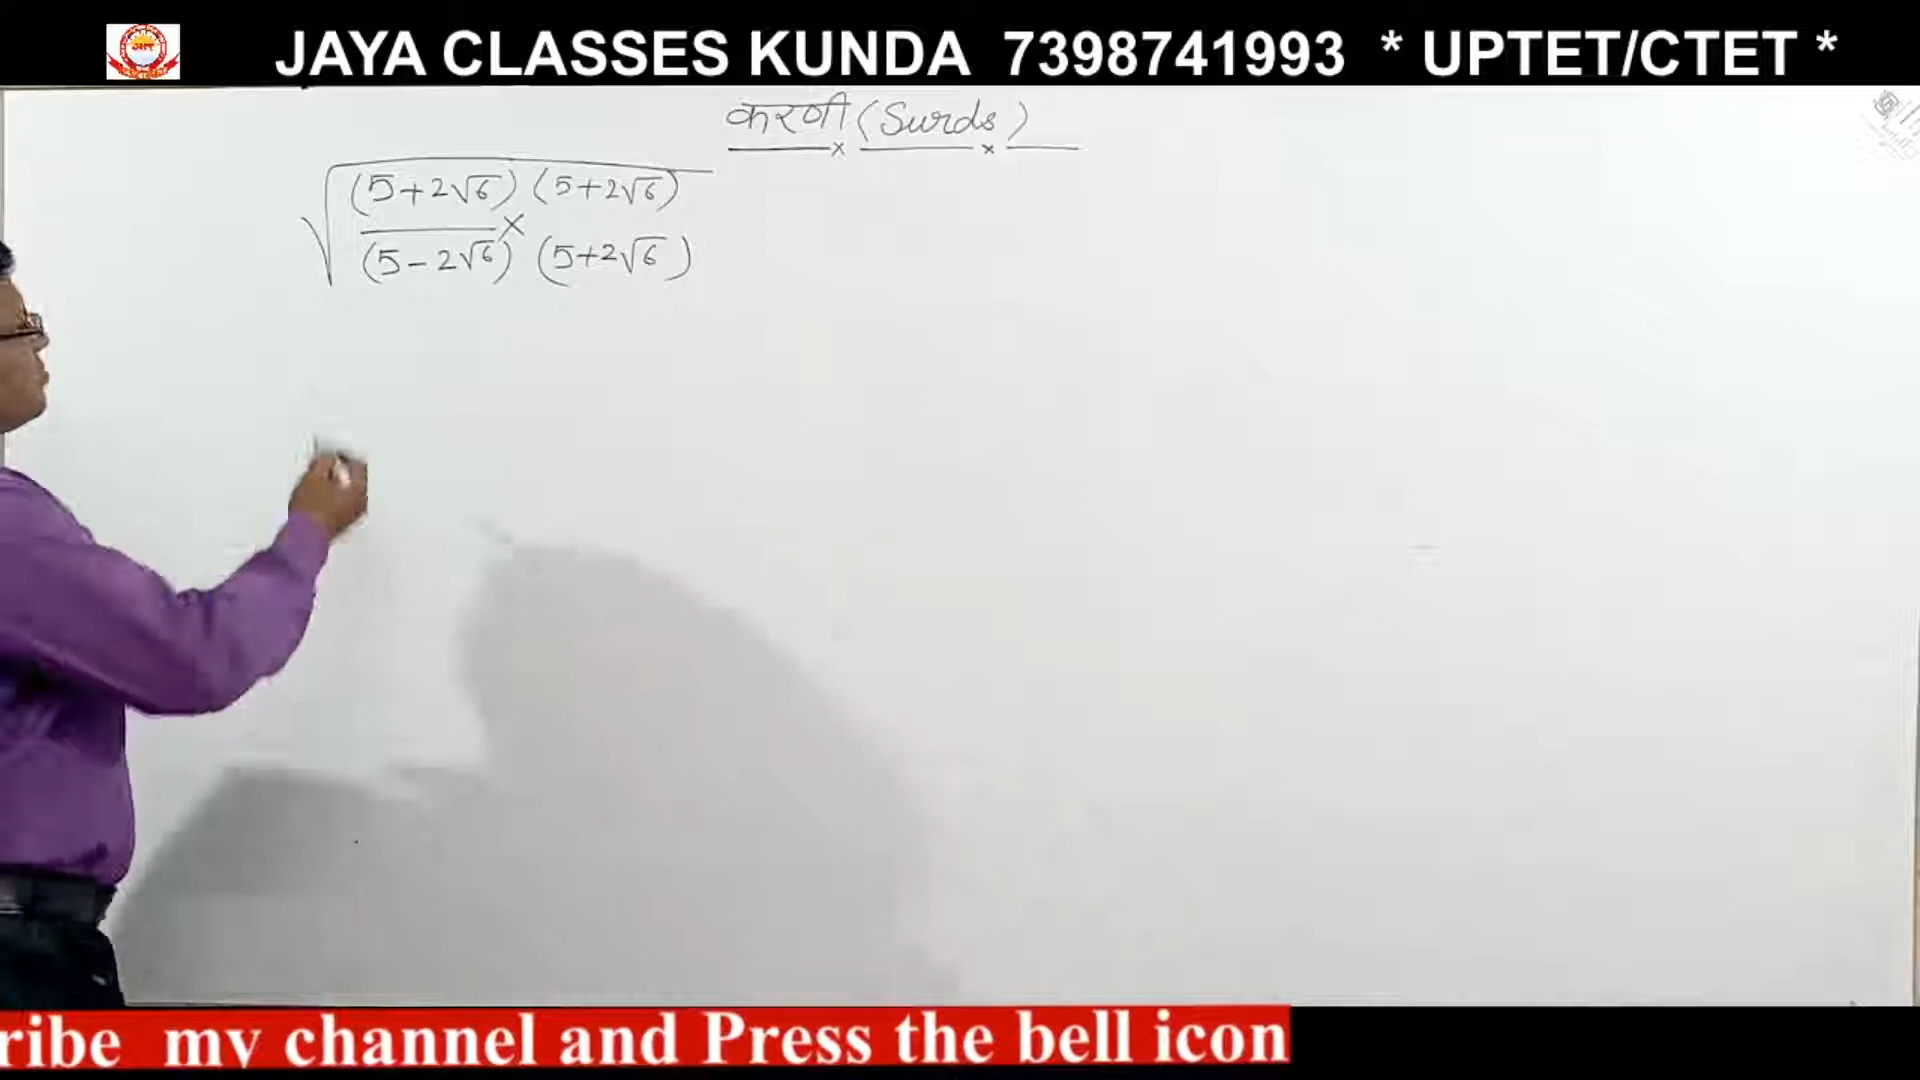 JAYA CLASSES KUNDA 7398741993 * UPTET/CTET *
करणी (Surds)
√
(5+2√6) (5+2√6)
×
(5-2√6) (5+2√6)
ribe my channel and Press the bell icon